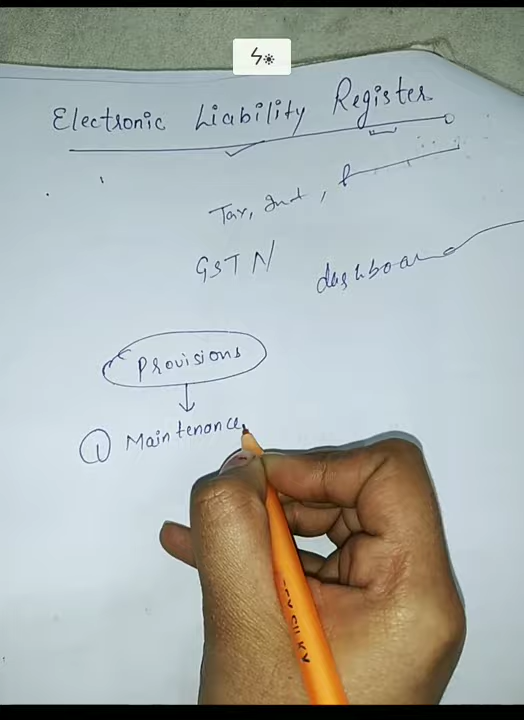 Electronic Liability Register
Tax, Int,
GSTN
dashboard
Provisions
① Maintenance